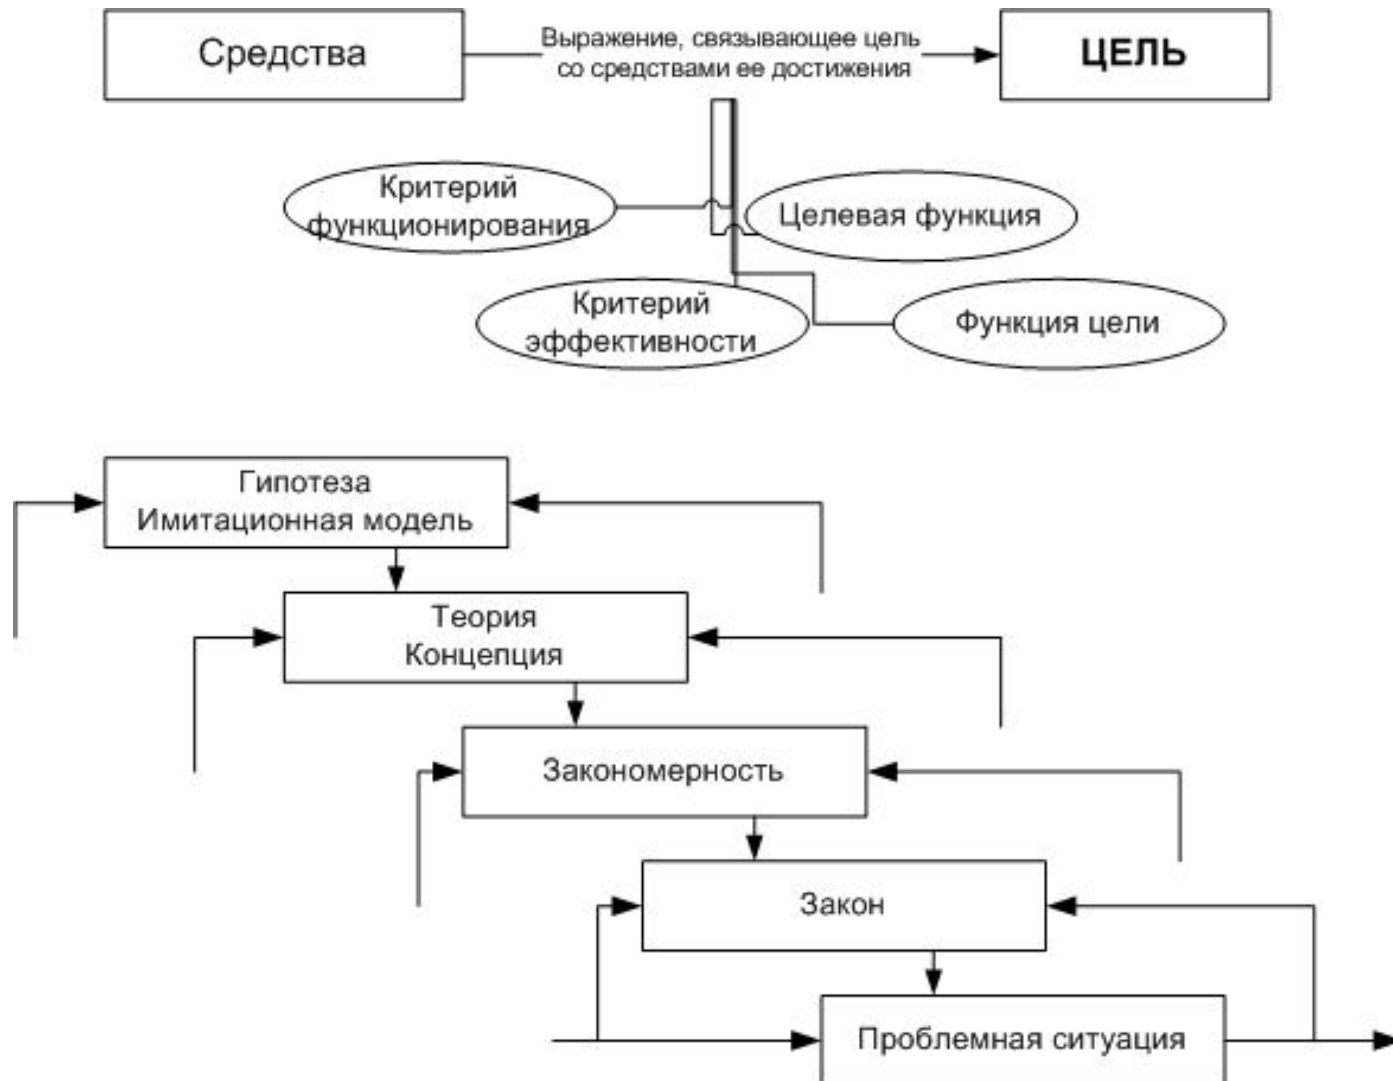 Средства
Выражение, связывающее цель
со средствами ее достижения
ЦЕЛЬ
Критерий
функционирования
Целевая функция
Критерий
эффективности
Функция цели
Гипотеза
Имитационная модель
Теория
Концепция
Закономерность
Закон
Проблемная ситуация